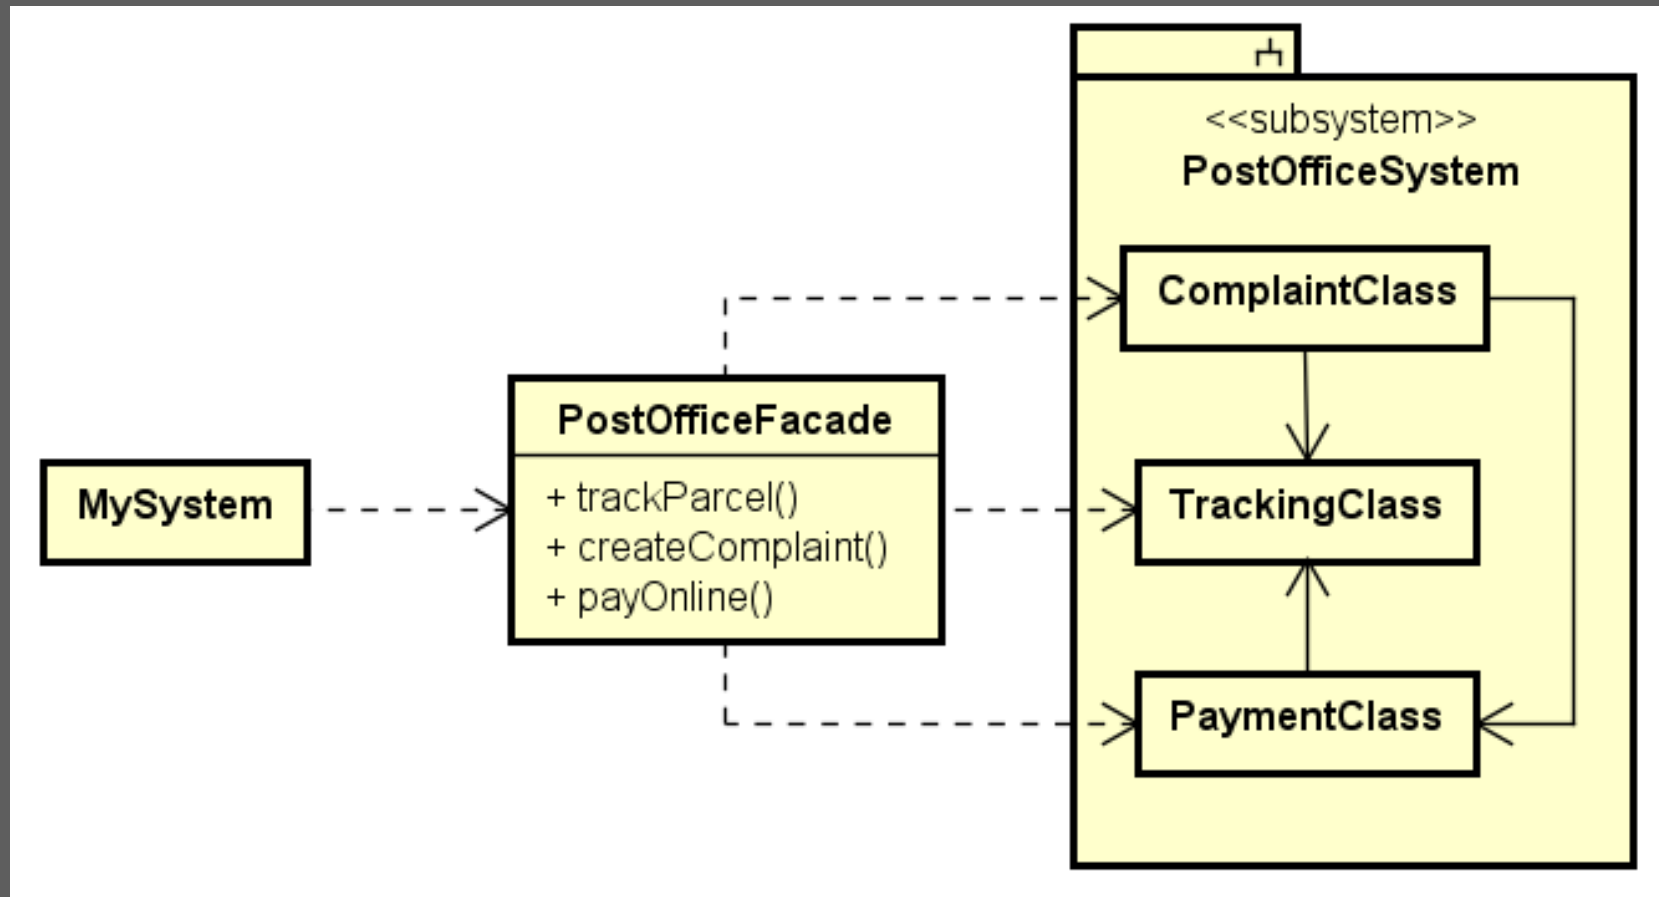 <<subsystem>>
PostOfficeSystem
ComplaintClass
PostOfficeFacade
+ trackParcel()
+ createComplaint()
+ payOnline()
MySystem
TrackingClass
PaymentClass